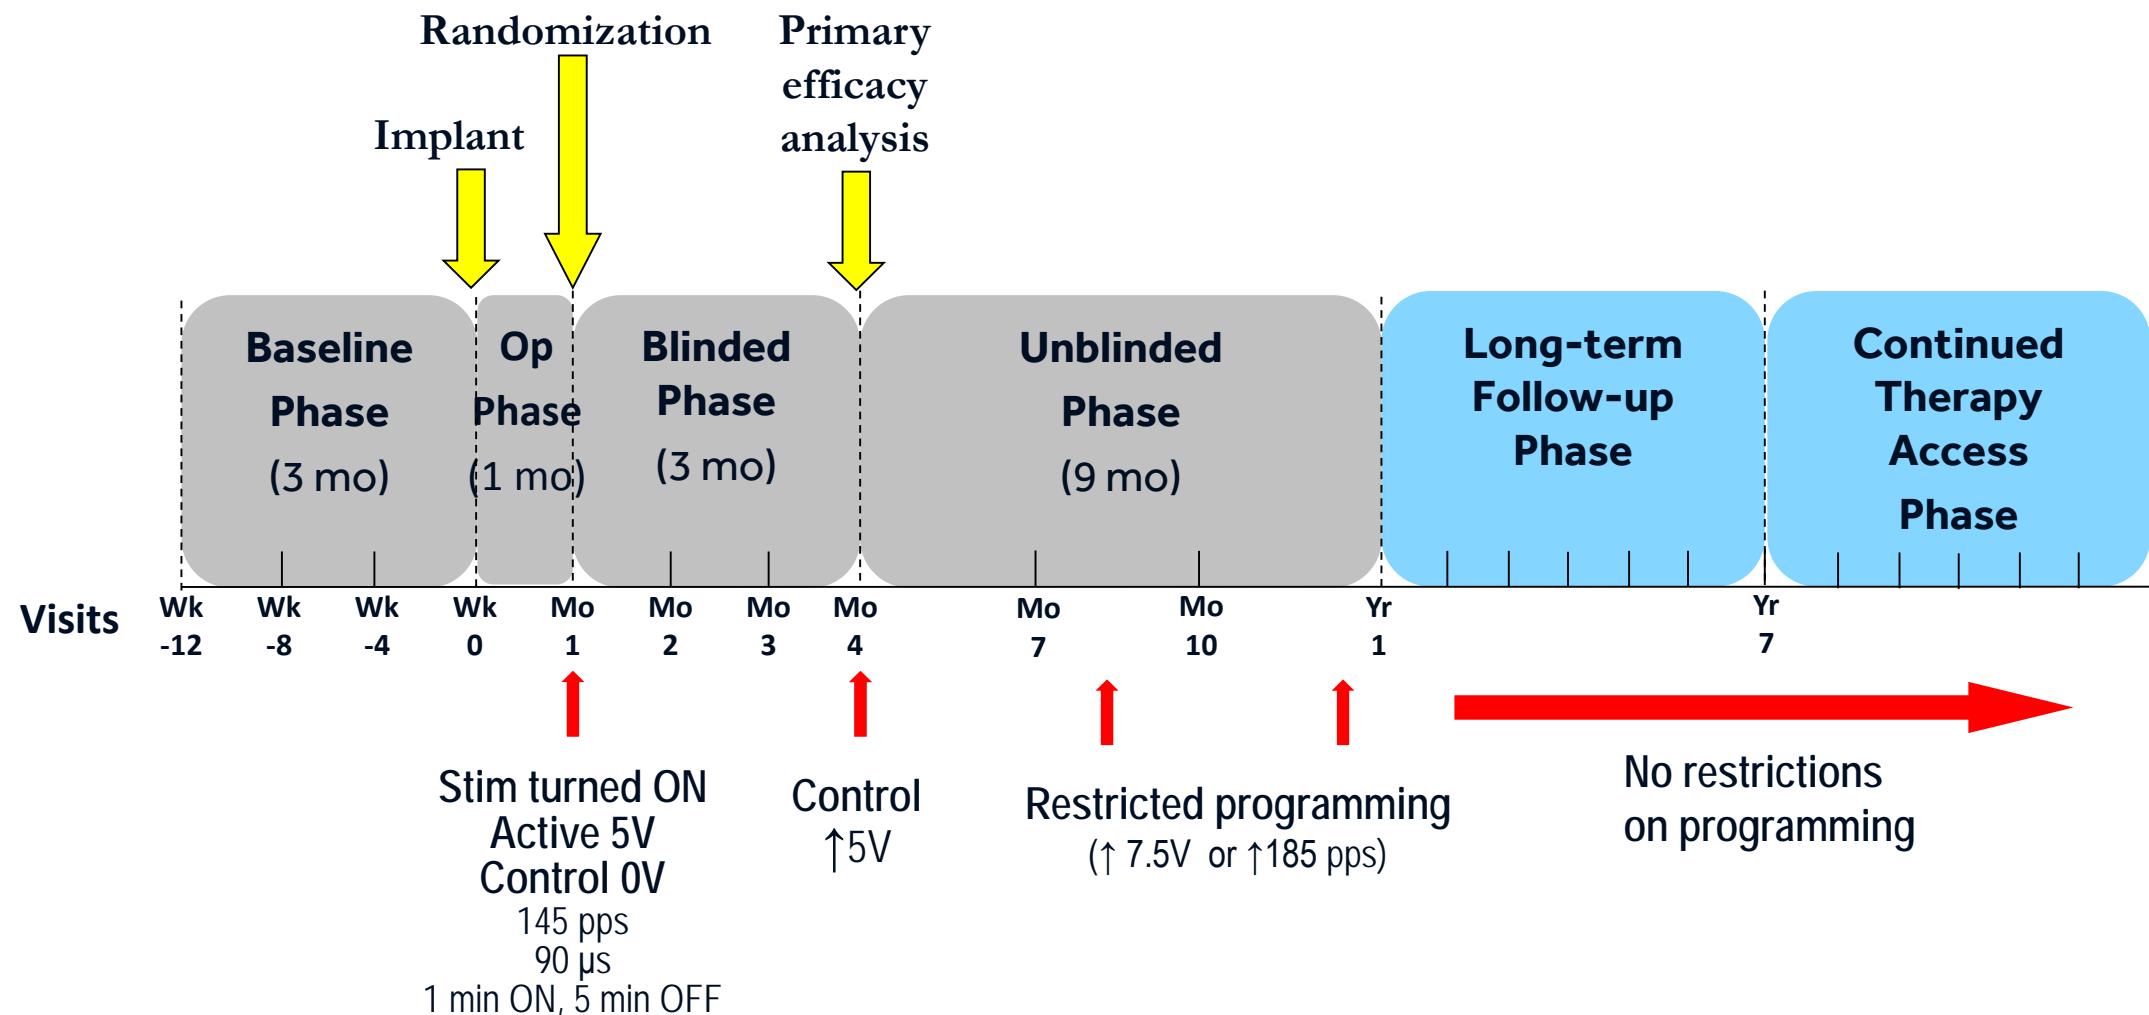 Randomization
Primary
efficacy
analysis
Implant
Baseline
Phase
(3 mo)
Op
Phase
(1 mo)
Blinded
Phase
(3 mo)
Unblinded
Phase
(9 mo)
Long-term
Follow-up
Phase
Continued
Therapy
Access
Phase
Visits
Wk
-12
Wk
-8
Wk
-4
Wk
0
Mo
1
Mo
2
Mo
3
Mo
4
Mo
7
Mo
10
Yr
1
Yr
7
Stim turned ON
Active 5V
Control 0V
145 pps
90 µs
1 min ON, 5 min OFF
Control
↑5V
Restricted programming
(↑ 7.5V or ↑185 pps)
No restrictions
on programming